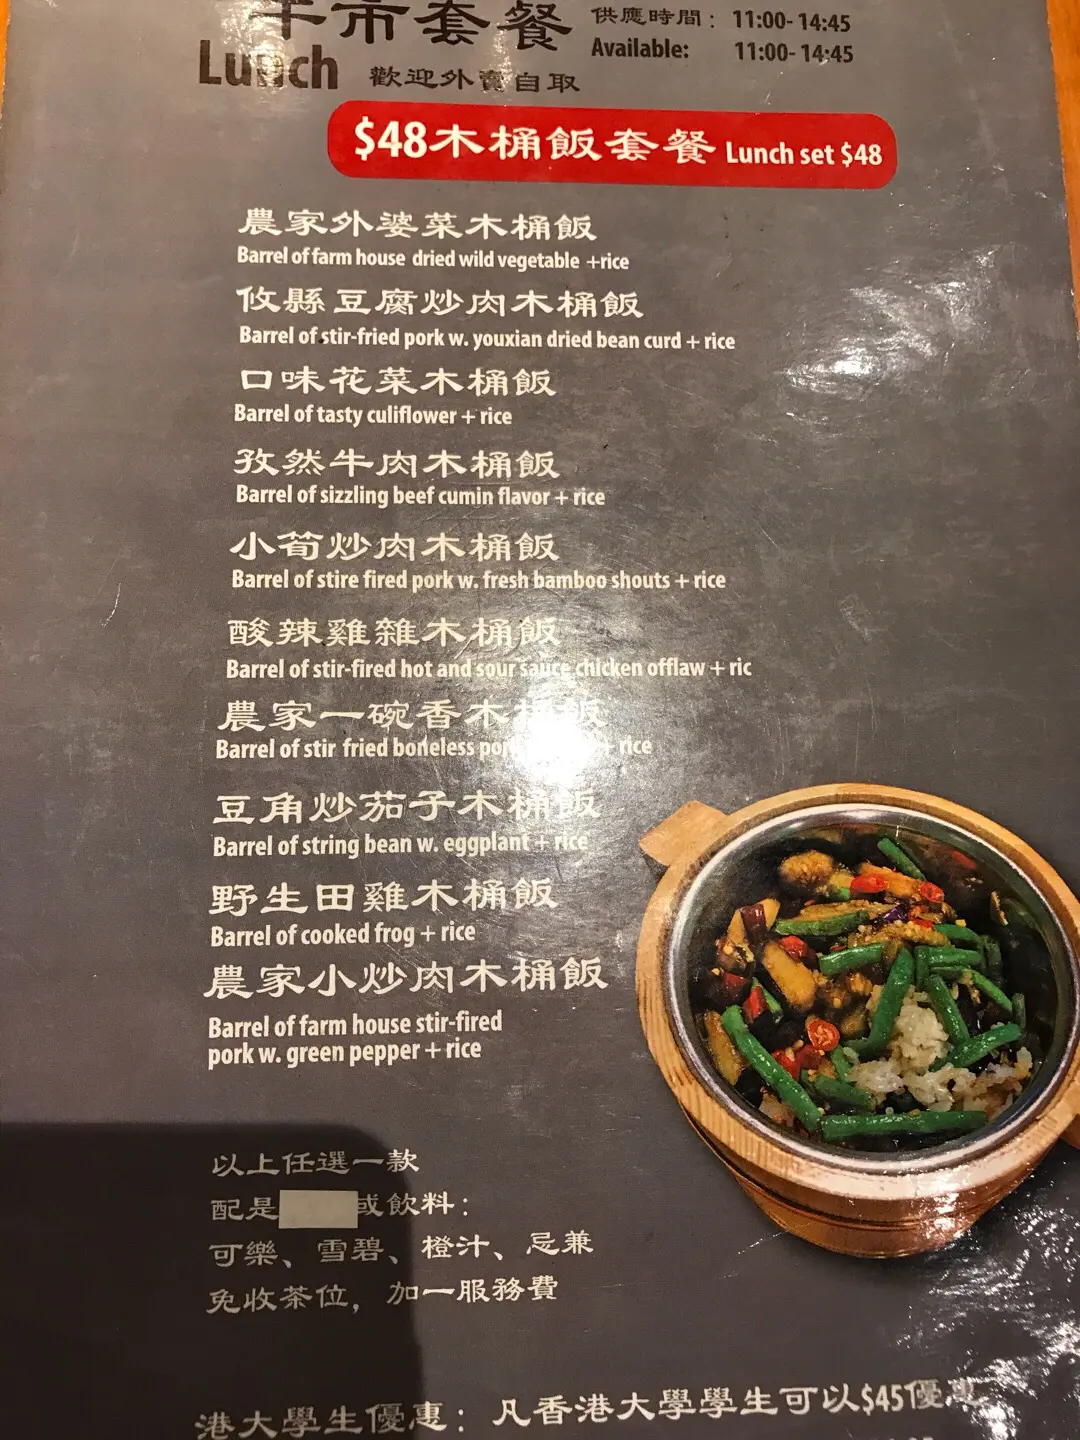 午市套餐
供應時間：11:00-14:45
Lunch
歡迎外賣自取
Available: 11:00-14:45
$48木桶飯套餐 Lunch set $48
農家外婆菜木桶飯
Barrel of farm house dried wild vegetable +rice
攸縣豆腐炒肉木桶飯
Barrel of stir-fried pork w. youxian dried bean curd + rice
口味花菜木桶飯
Barrel of tasty culiflower + rice
孜然牛肉木桶飯
Barrel of sizzling beef cumin flavor + rice
小荀炒肉木桶飯
Barrel of stire fired pork w. fresh bamboo shouts + rice
酸辣雞雜木桶飯
Barrel of stir-fired hot and sour sauce chicken offlaw + ric
農家一碗香木桶飯
Barrel of stir fried boneless + rice
豆角炒茄子木桶飯
Barrel of string bean w. eggplant + rice
野生田雞木桶飯
Barrel of cooked frog + rice
農家小炒肉木桶飯
Barrel of farm house stir-fired
pork w. green pepper + rice
以上任選一款
配是 或飲料：
可樂、雪碧、橙汁、忌兼
免收茶位，加一服務費
港大學生優惠：凡香港大學學生可以$45優惠